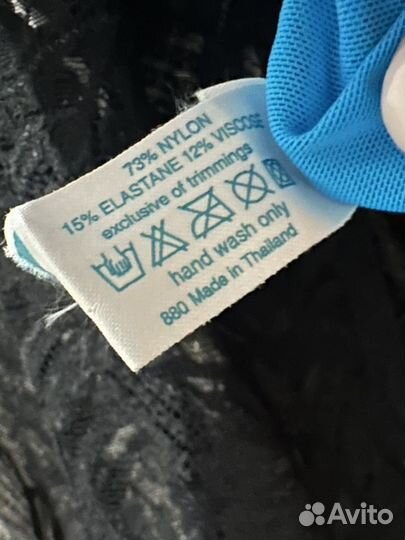 73% NYLON
15% ELASTANE 12% VISCOSE
exclusive of trimmings
hand wash only
880 Made in Thailand
Avito